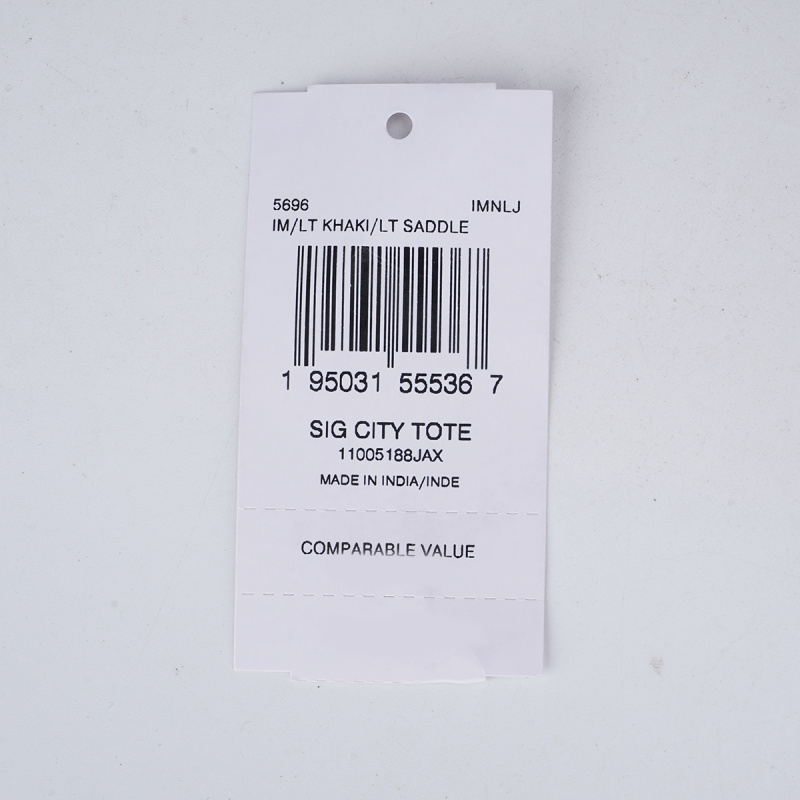 5696 IMNLJ
IM/LT KHAKI/LT SADDLE
1 95031 55536 7
SIG CITY TOTE
11005188JAX
MADE IN INDIA/INDE
COMPARABLE VALUE